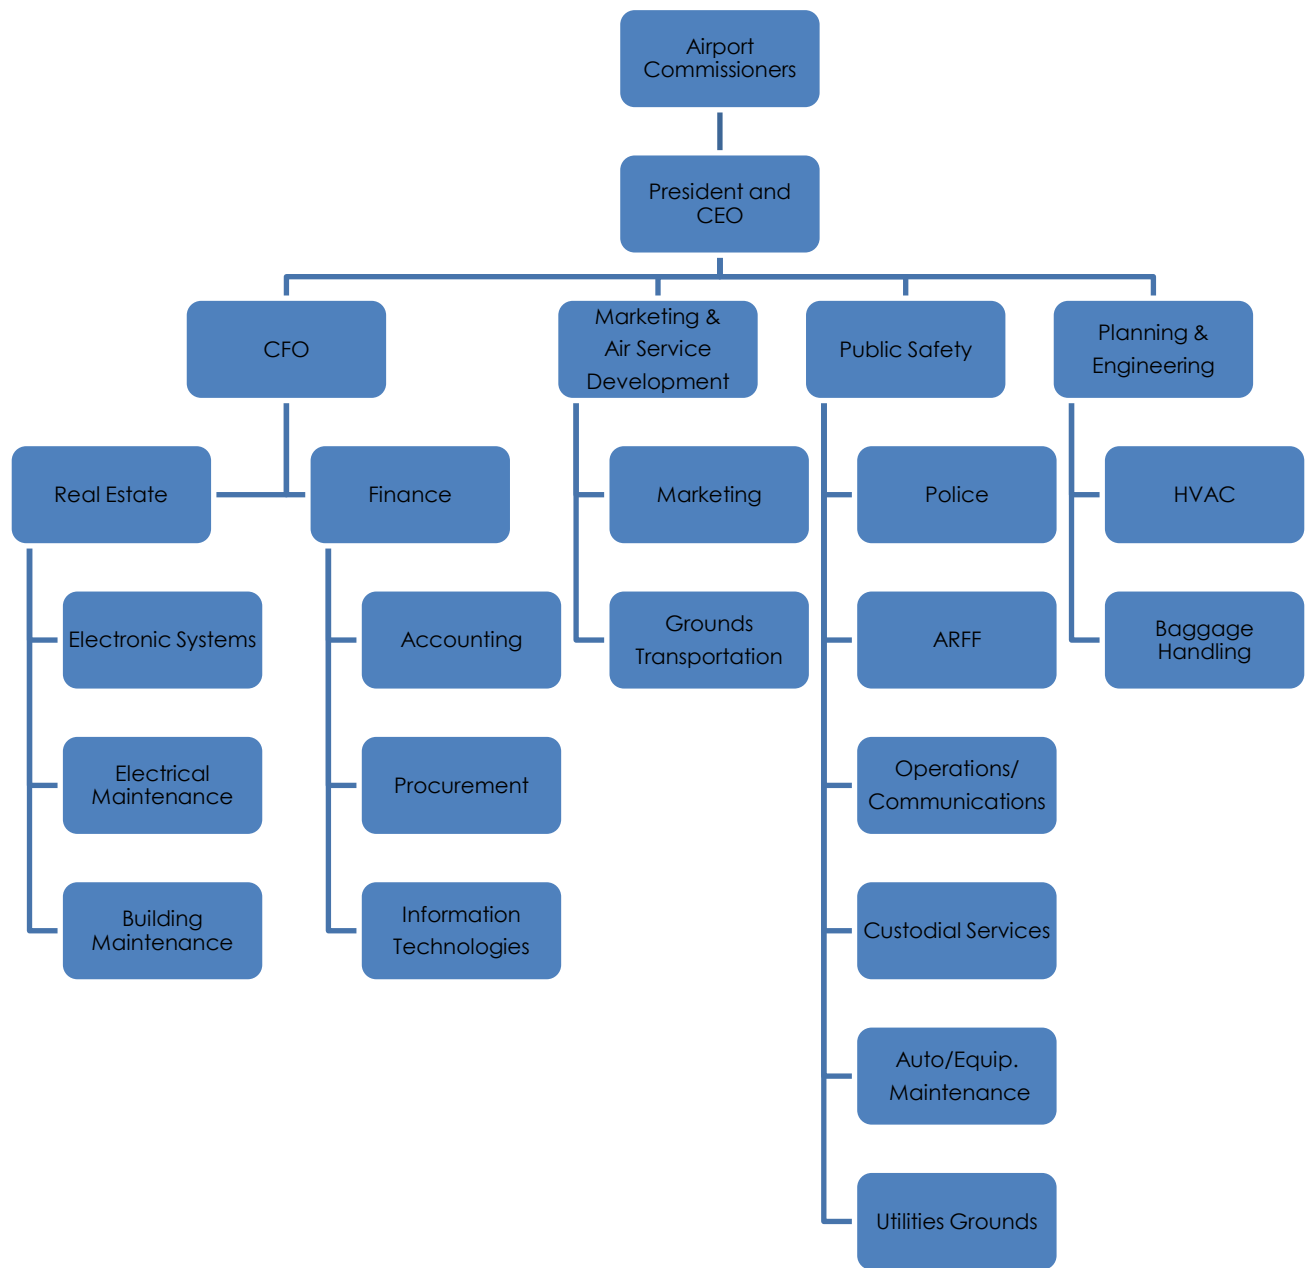 Airport
Commissioners
President and
CEO
CFO
Marketing &
Air Service
Development
Public Safety
Planning &
Engineering
Real Estate
Finance
Marketing
Police
HVAC
Electronic Systems
Accounting
Grounds
Transportation
ARFF
Baggage
Handling
Electrical
Maintenance
Procurement
Operations/
Communications
Building
Maintenance
Information
Technologies
Custodial Services
Auto/Equip.
Maintenance
Utilities Grounds